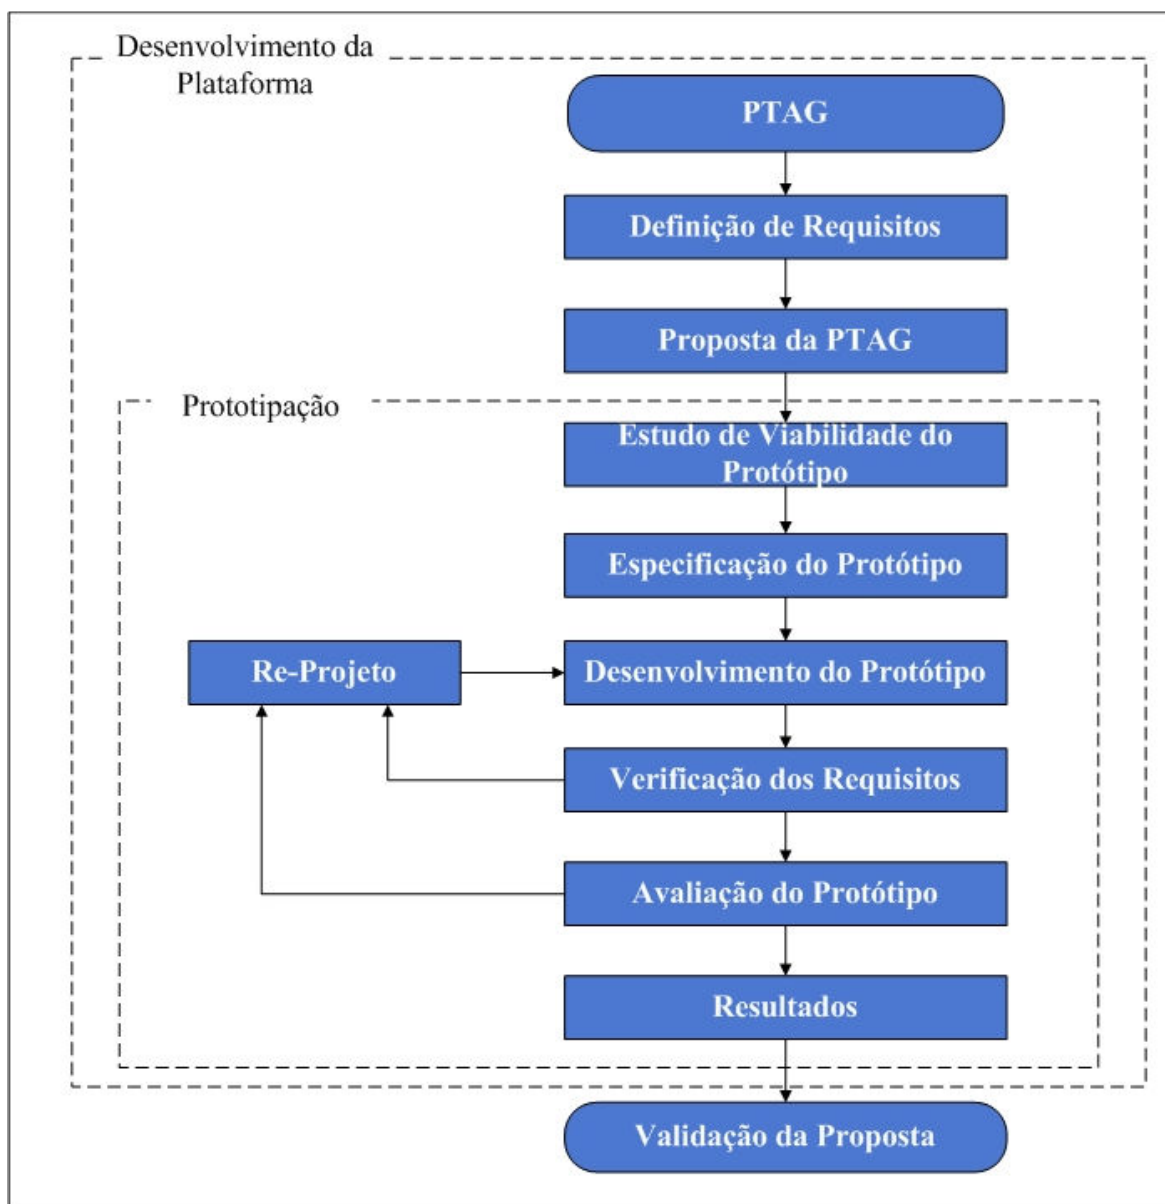 Desenvolvimento da
Plataforma
PTAG
Definição de Requisitos
Proposta da PTAG
Prototipação
Estudo de Viabilidade do
Protótipo
Especificação do Protótipo
Re-Projeto
Desenvolvimento do Protótipo
Verificação dos Requisitos
Avaliação do Protótipo
Resultados
Validação da Proposta